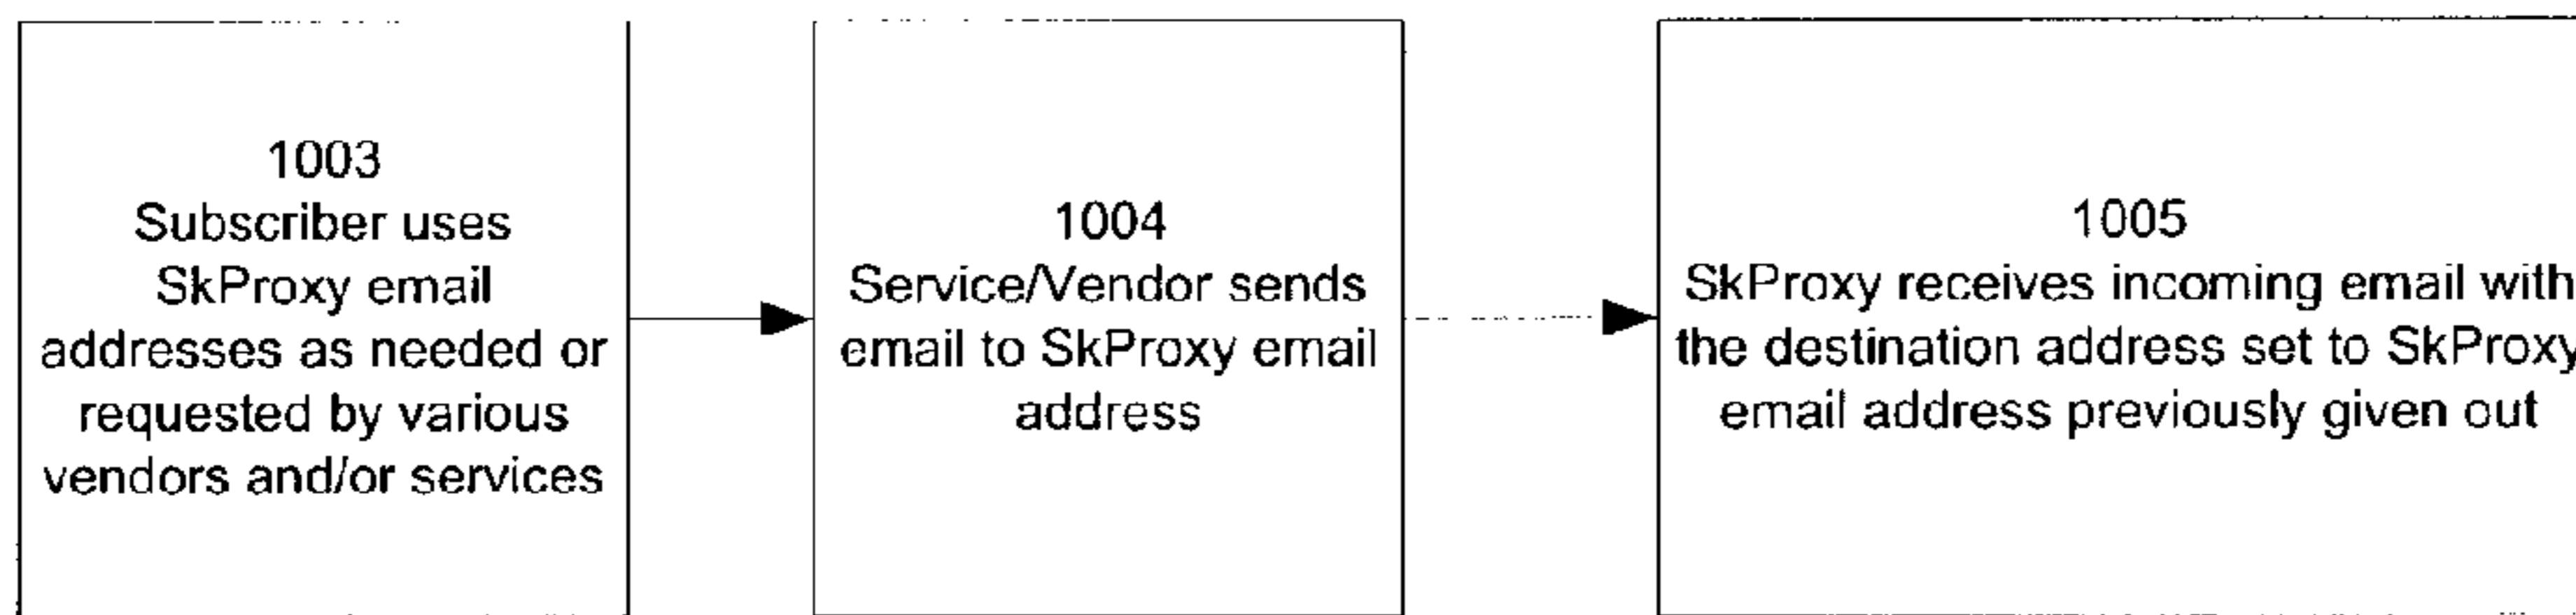 1003
Subscriber uses
SkProxy email
addresses as needed or
requested by various
vendors and/or services
1004
Service/Vendor sends
email to SkProxy email
address
1005
SkProxy receives incoming email with
the destination address set to SkProxy
email address previously given out